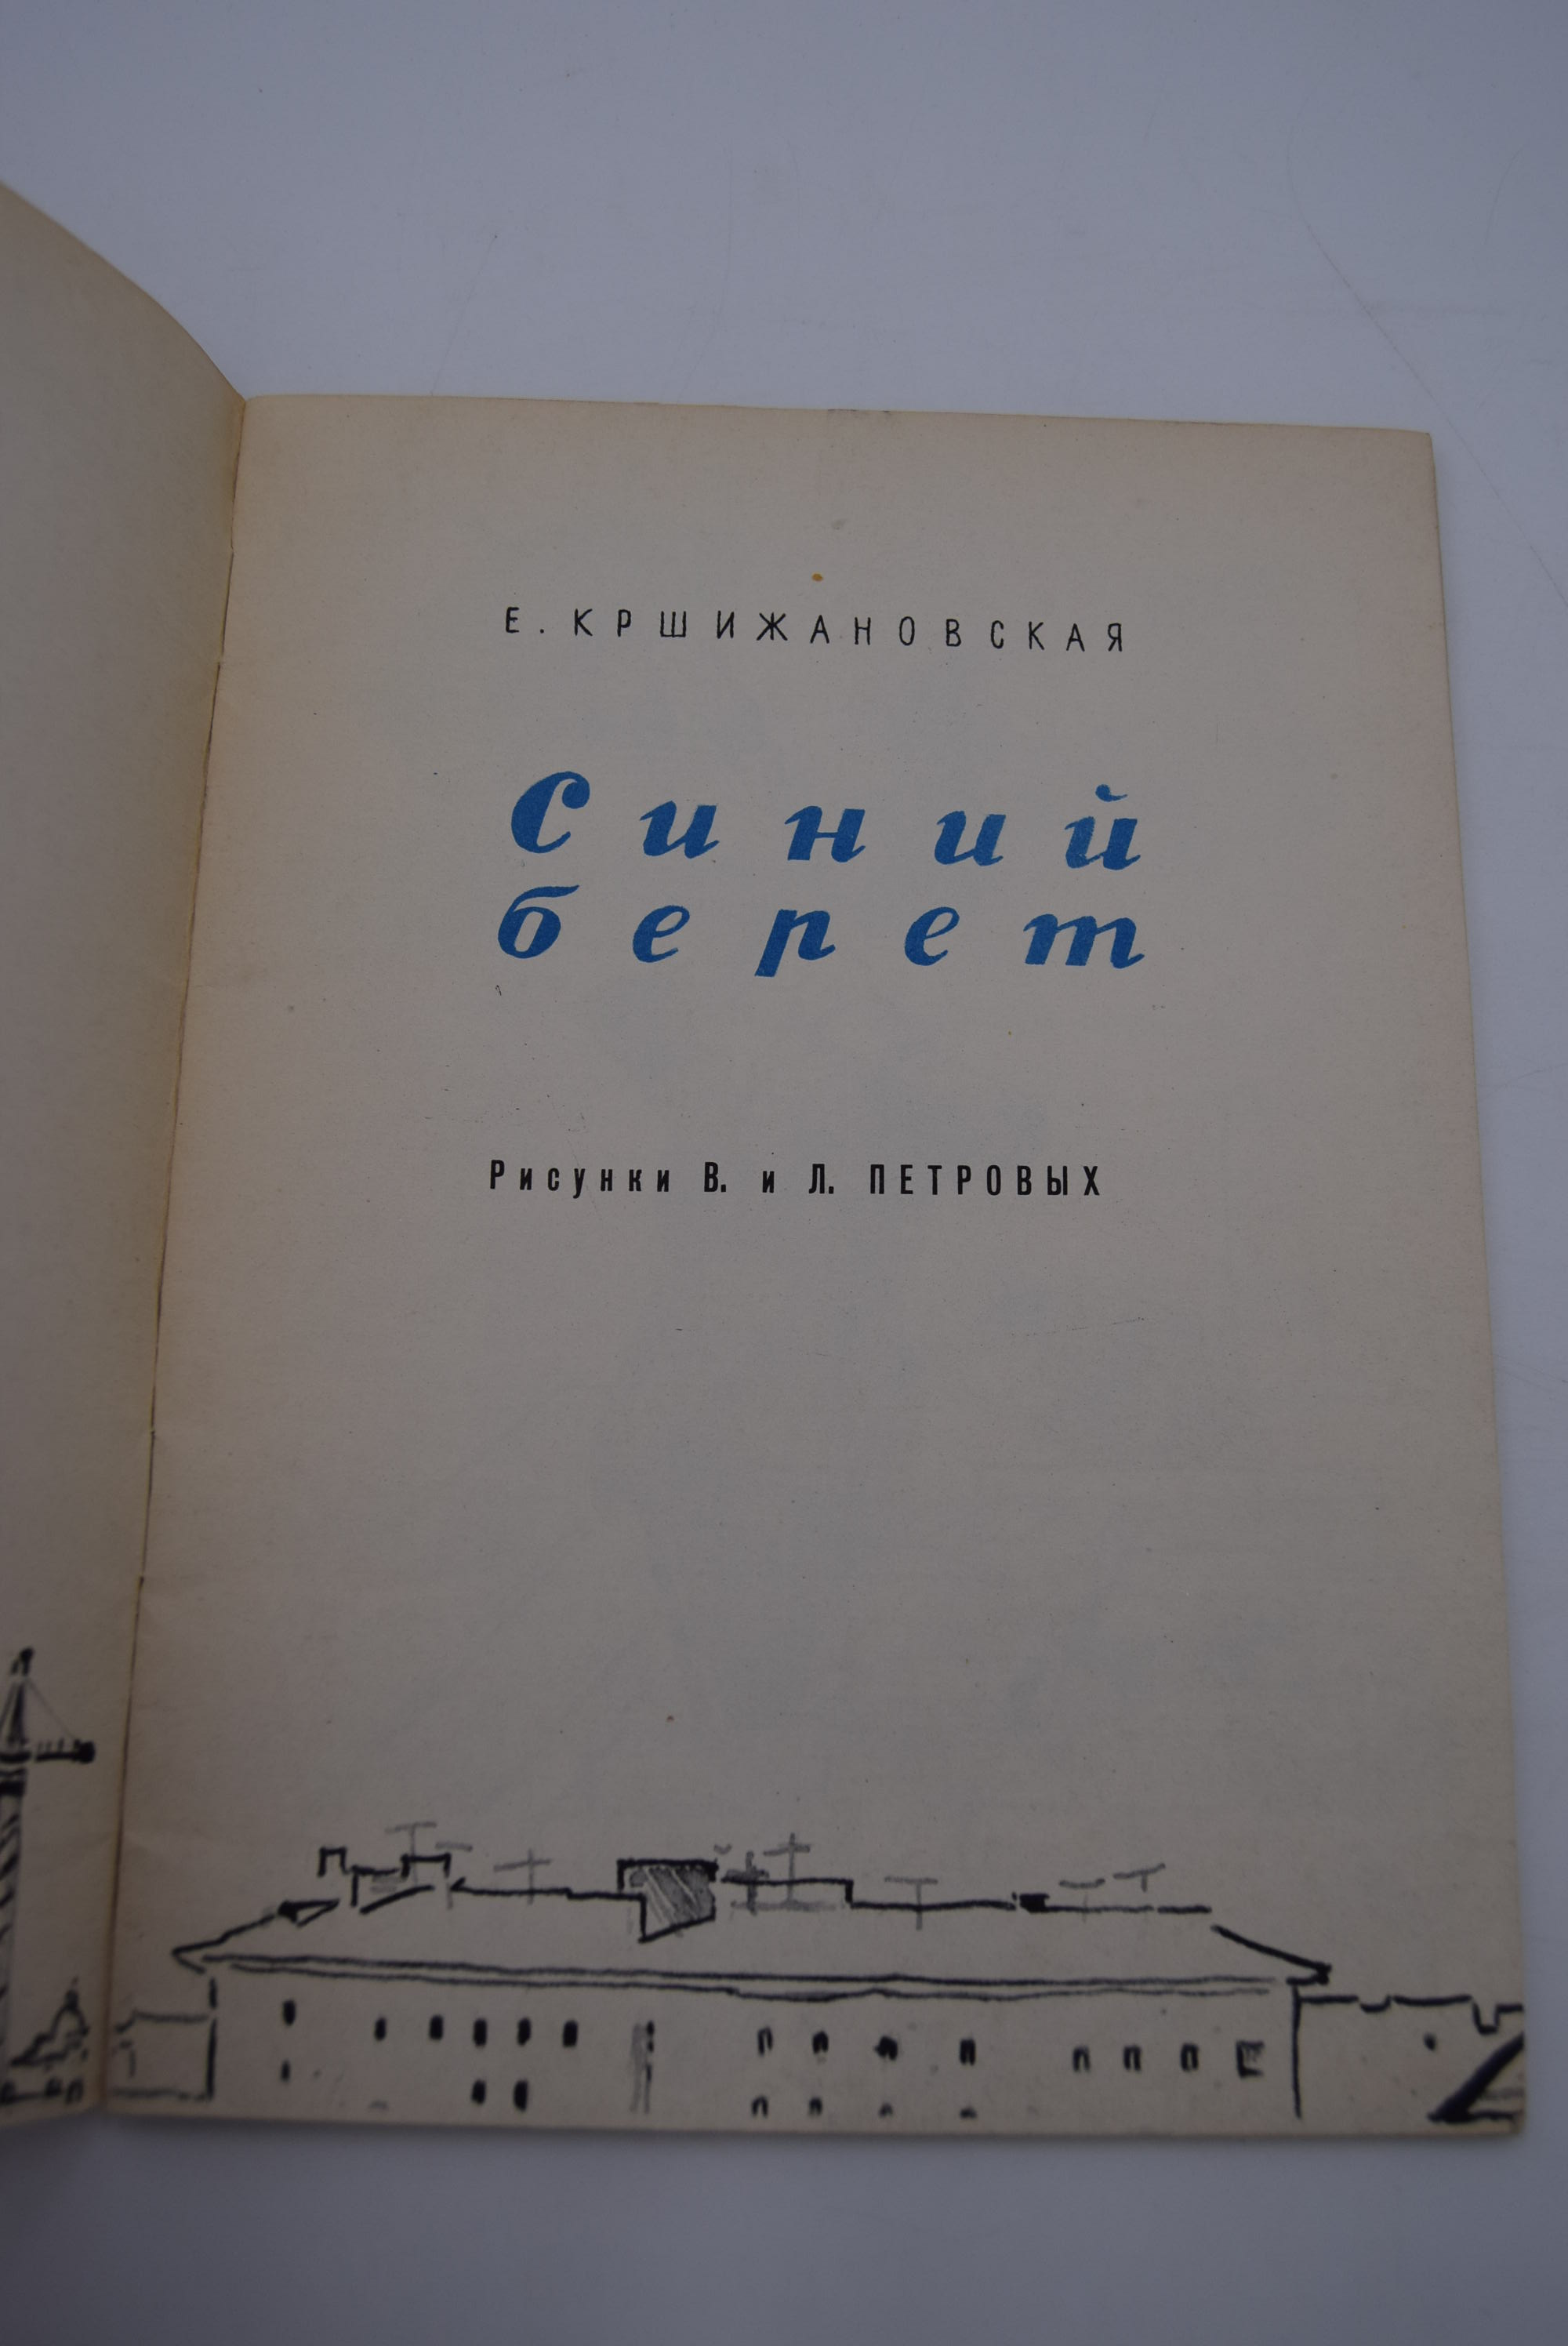 Е. КРШИЖАНОВСКАЯ
Синий
берет
Рисунки В. и Л. ПЕТРОВЫХ